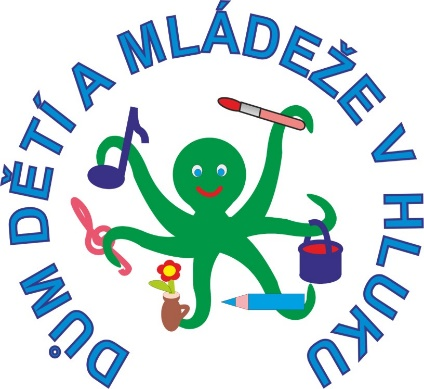 DŮM DĚTÍ A MLÁDEŽE V HLUKU